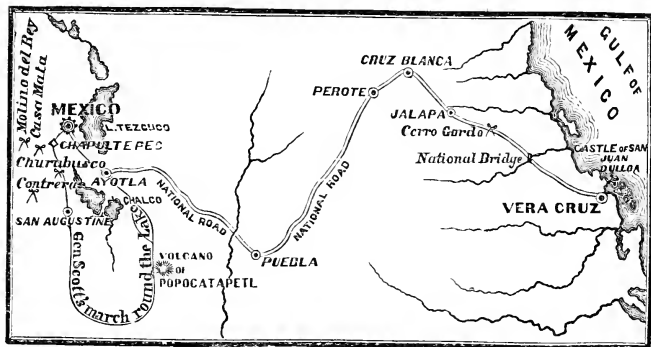 GULF OF
MEXICO
CRUZ BLANCA
PEROTE
JALAPA
Cerro Gordo
National Bridge
CASTLE OF SAN
JUAN
DULLOA
VERA CRUZ
Molino del Rey
Casa Mata
MEXICO
L. TEZCUCO
CHAPULTEPEC
Churubusco
Contreras
AYOTLA
CHALCO
SAN AUGUSTINE
NATIONAL ROAD
NATIONAL ROAD
PUEBLA
VOLCANO
OF
POPOCATAPETL
Gen Scott's march round the Lake